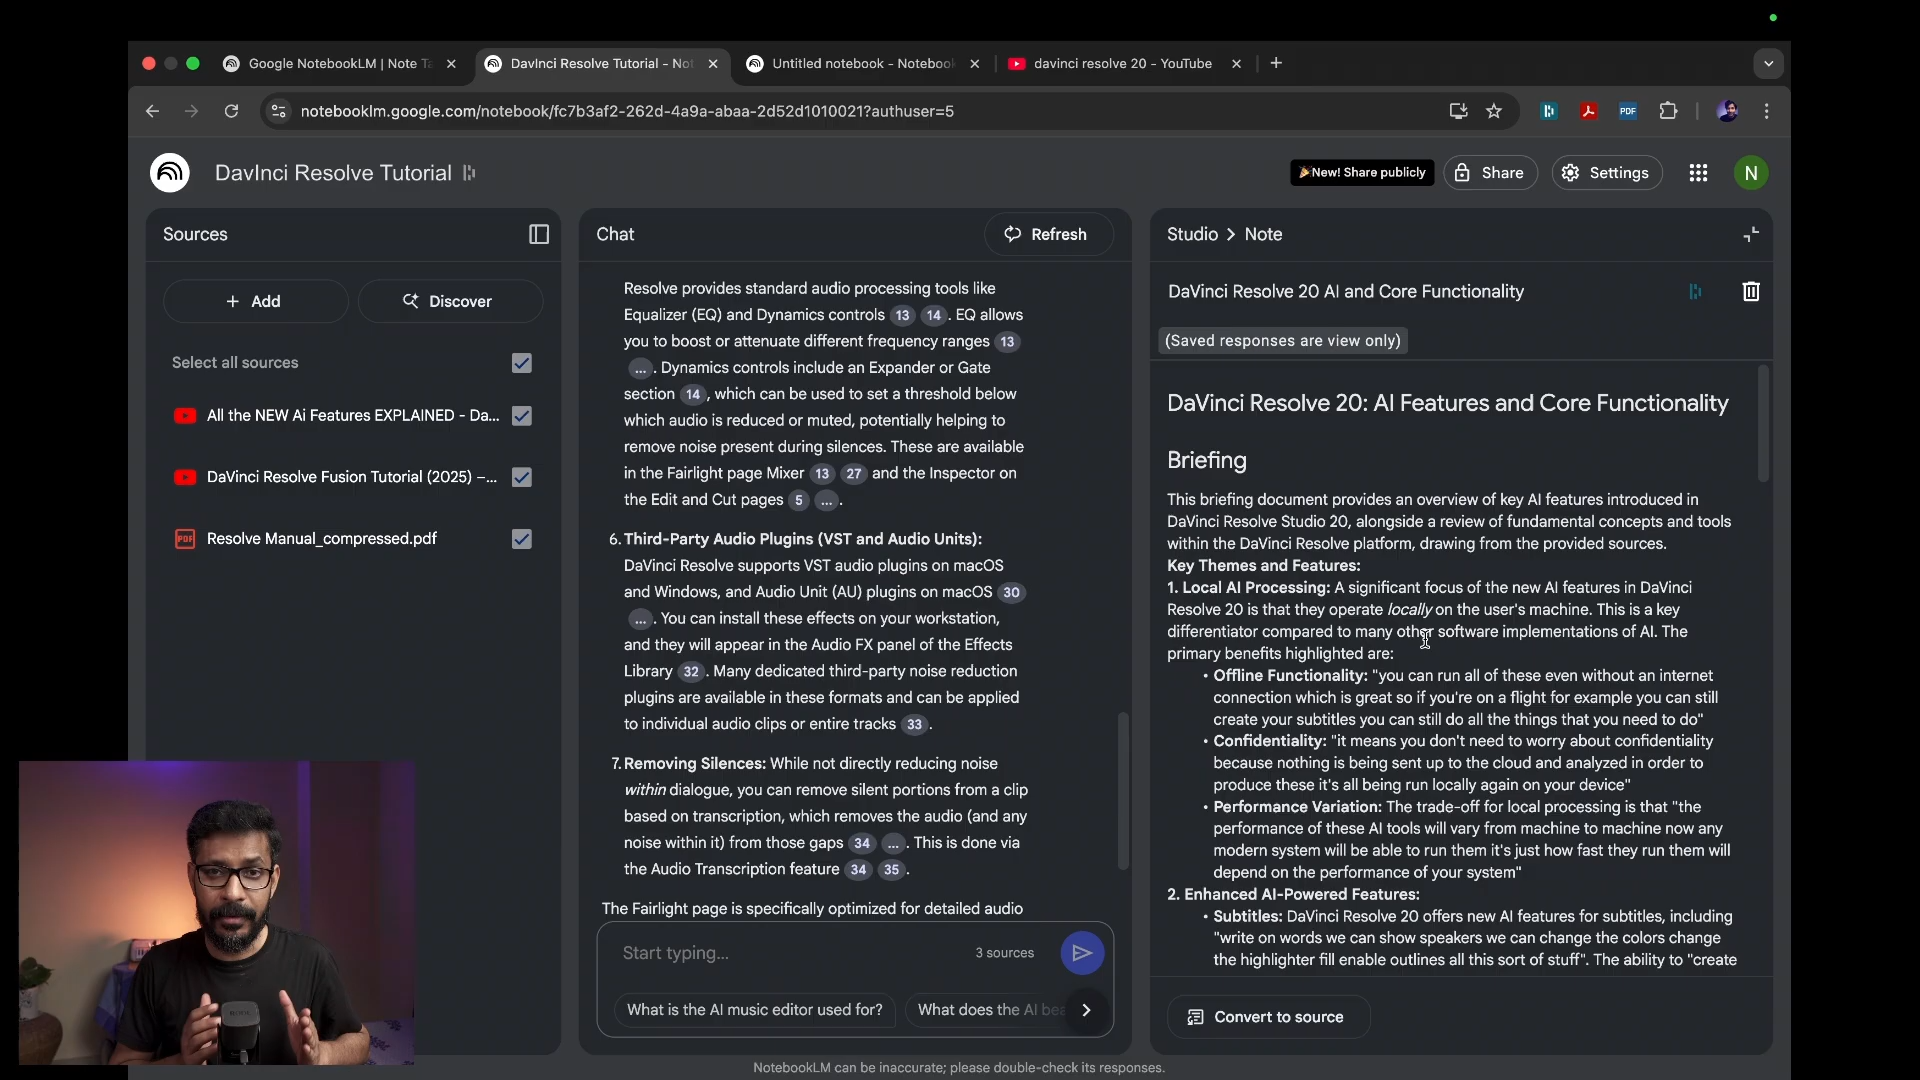 Google NotebookLM | Note Ta
DavInci Resolve Tutorial - Not
Untitled notebook - Notebook
davinci resolve 20 - YouTube
notebooklm.google.com/notebook/fc7b3af2-262d-4a9a-abaa-2d52d1010021?authuser=5
PDF
DavInci Resolve Tutorial
New! Share publicly
Share
Settings
N
Sources
Add
Discover
Select all sources
All the NEW Ai Features EXPLAINED - Da...
DaVinci Resolve Fusion Tutorial (2025) –...
PDF
Resolve Manual_compressed.pdf
Chat
Refresh
Resolve provides standard audio processing tools like
Equalizer (EQ) and Dynamics controls 13 14. EQ allows
you to boost or attenuate different frequency ranges 13
... . Dynamics controls include an Expander or Gate
section 14, which can be used to set a threshold below
which audio is reduced or muted, potentially helping to
remove noise present during silences. These are available
in the Fairlight page Mixer 13 27 and the Inspector on
the Edit and Cut pages 5 ... .
6. Third-Party Audio Plugins (VST and Audio Units):
DaVinci Resolve supports VST audio plugins on macOS
and Windows, and Audio Unit (AU) plugins on macOS 30
... . You can install these effects on your workstation,
and they will appear in the Audio FX panel of the Effects
Library 32. Many dedicated third-party noise reduction
plugins are available in these formats and can be applied
to individual audio clips or entire tracks 33.
7. Removing Silences: While not directly reducing noise
within dialogue, you can remove silent portions from a clip
based on transcription, which removes the audio (and any
noise within it) from those gaps 34 ... . This is done via
the Audio Transcription feature 34 35.
The Fairlight page is specifically optimized for detailed audio
Start typing...
3 sources
What is the AI music editor used for?
What does the AI bea
NotebookLM can be inaccurate; please double-check its responses.
Studio > Note
DaVinci Resolve 20 AI and Core Functionality
(Saved responses are view only)
DaVinci Resolve 20: AI Features and Core Functionality
Briefing
This briefing document provides an overview of key AI features introduced in
DaVinci Resolve Studio 20, alongside a review of fundamental concepts and tools
within the DaVinci Resolve platform, drawing from the provided sources.
Key Themes and Features:
1. Local AI Processing: A significant focus of the new AI features in DaVinci
Resolve 20 is that they operate locally on the user's machine. This is a key
differentiator compared to many other software implementations of AI. The
primary benefits highlighted are:
• Offline Functionality: "you can run all of these even without an internet
connection which is great so if you're on a flight for example you can still
create your subtitles you can still do all the things that you need to do"
• Confidentiality: "it means you don't need to worry about confidentiality
because nothing is being sent up to the cloud and analyzed in order to
produce these it's all being run locally again on your device"
• Performance Variation: The trade-off for local processing is that "the
performance of these AI tools will vary from machine to machine now any
modern system will be able to run them it's just how fast they run them will
depend on the performance of your system"
2. Enhanced AI-Powered Features:
• Subtitles: DaVinci Resolve 20 offers new AI features for subtitles, including
"write on words we can show speakers we can change the colors change
the highlighter fill enable outlines all this sort of stuff". The ability to "create
Convert to source